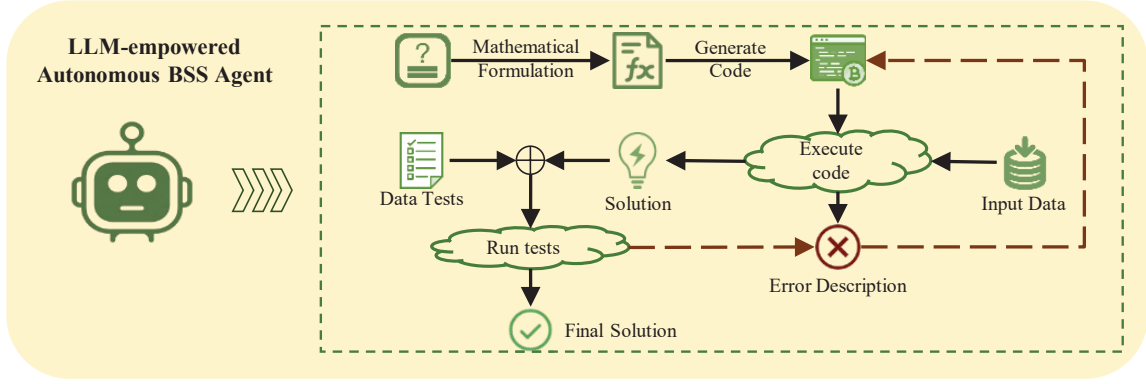 LLM-empowered
Autonomous BSS Agent
?
Mathematical
Formulation
fx
Generate
Code
B
Execute
code
Data Tests
Solution
Input Data
Run tests
Error Description
Final Solution